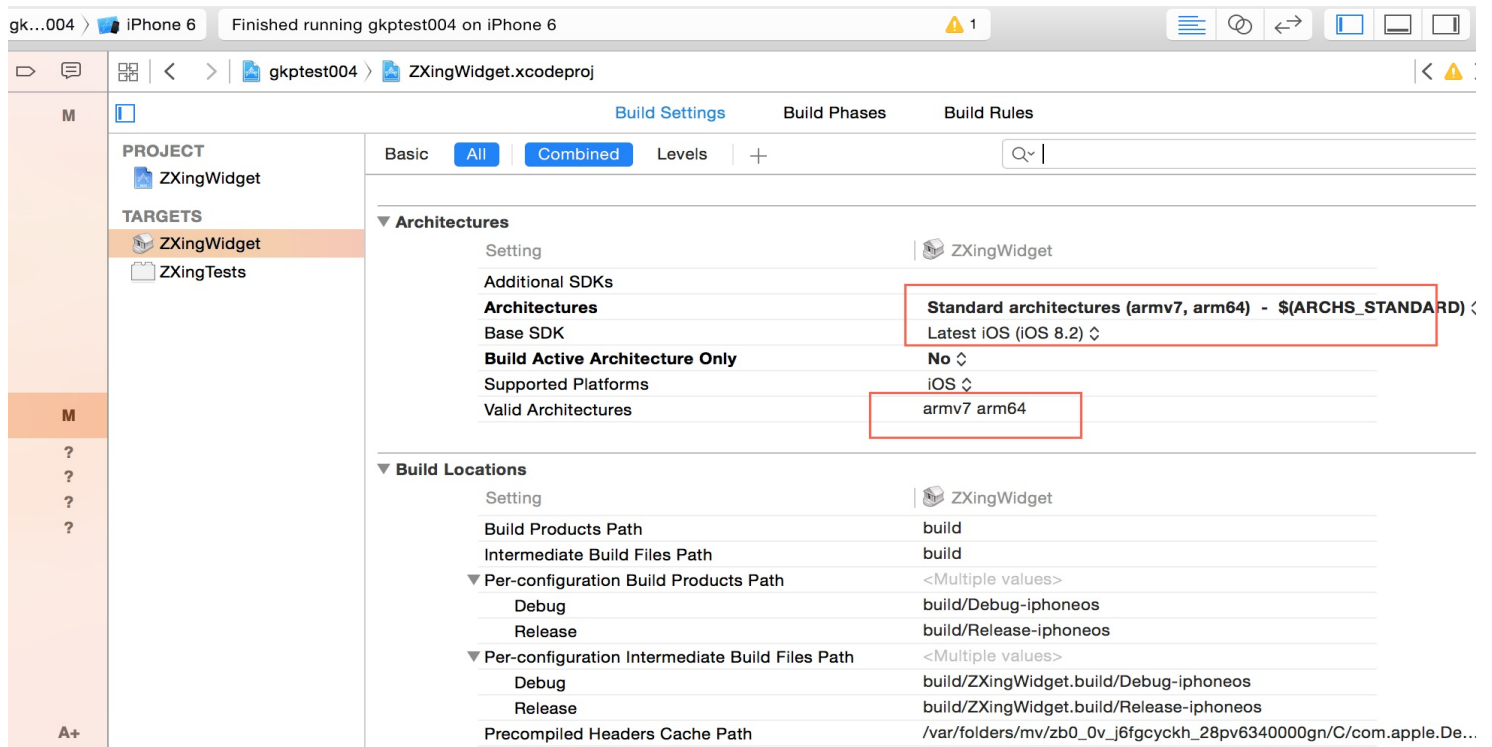 gk...004 〉 iPhone 6 Finished running gkptest004 on iPhone 6 1
gkptest004 〉 ZXingWidget.xcodeproj
M Build Settings Build Phases Build Rules
PROJECT Basic All Combined Levels
ZXingWidget
TARGETS
Architectures
ZXingWidget Setting ZXingWidget
ZXingTests
Additional SDKs
Architectures Standard architectures (armv7, arm64) - $(ARCHS_STANDARD)
Base SDK Latest iOS (iOS 8.2)
Build Active Architecture Only No
Supported Platforms iOS
M Valid Architectures armv7 arm64
?
Build Locations
?
? Setting ZXingWidget
? Build Products Path build
Intermediate Build Files Path build
Per-configuration Build Products Path <Multiple values>
Debug build/Debug-iphoneos
Release build/Release-iphoneos
Per-configuration Intermediate Build Files Path <Multiple values>
Debug build/ZXingWidget.build/Debug-iphoneos
Release build/ZXingWidget.build/Release-iphoneos
A+ Precompiled Headers Cache Path /var/folders/mv/zb0_0v_j6fgcyckh_28pv6340000gn/C/com.apple.De...